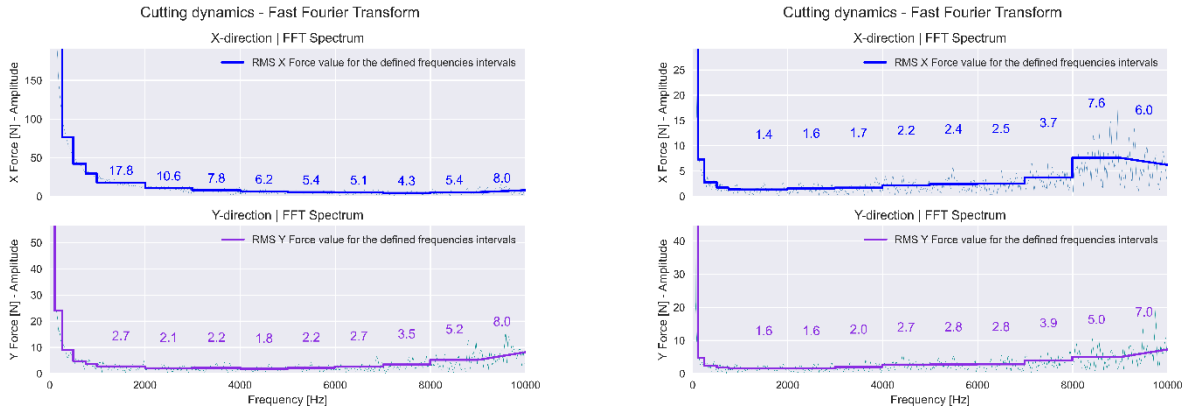 Cutting dynamics - Fast Fourier Transform
X-direction | FFT Spectrum
RMS X Force value for the defined frequencies intervals
X Force [N] - Amplitude
150
100
50
0
17.8 10.6 7.8 6.2 5.4 5.1 4.3 5.4 8.0
Y-direction | FFT Spectrum
RMS Y Force value for the defined frequencies intervals
Y Force [N] - Amplitude
50
40
30
20
10
0
2.7 2.1 2.2 1.8 2.2 2.7 3.5 5.2 8.0
0 2000 4000 6000 8000 10000
Frequency [Hz]
Cutting dynamics - Fast Fourier Transform
X-direction | FFT Spectrum
RMS X Force value for the defined frequencies intervals
X Force [N] - Amplitude
25
20
15
10
5
0
1.4 1.6 1.7 2.2 2.4 2.5 3.7 7.6 6.0
Y-direction | FFT Spectrum
RMS Y Force value for the defined frequencies intervals
Y Force [N] - Amplitude
40
30
20
10
0
1.6 1.6 2.0 2.7 2.8 2.8 3.9 5.0 7.0
0 2000 4000 6000 8000 10000
Frequency [Hz]